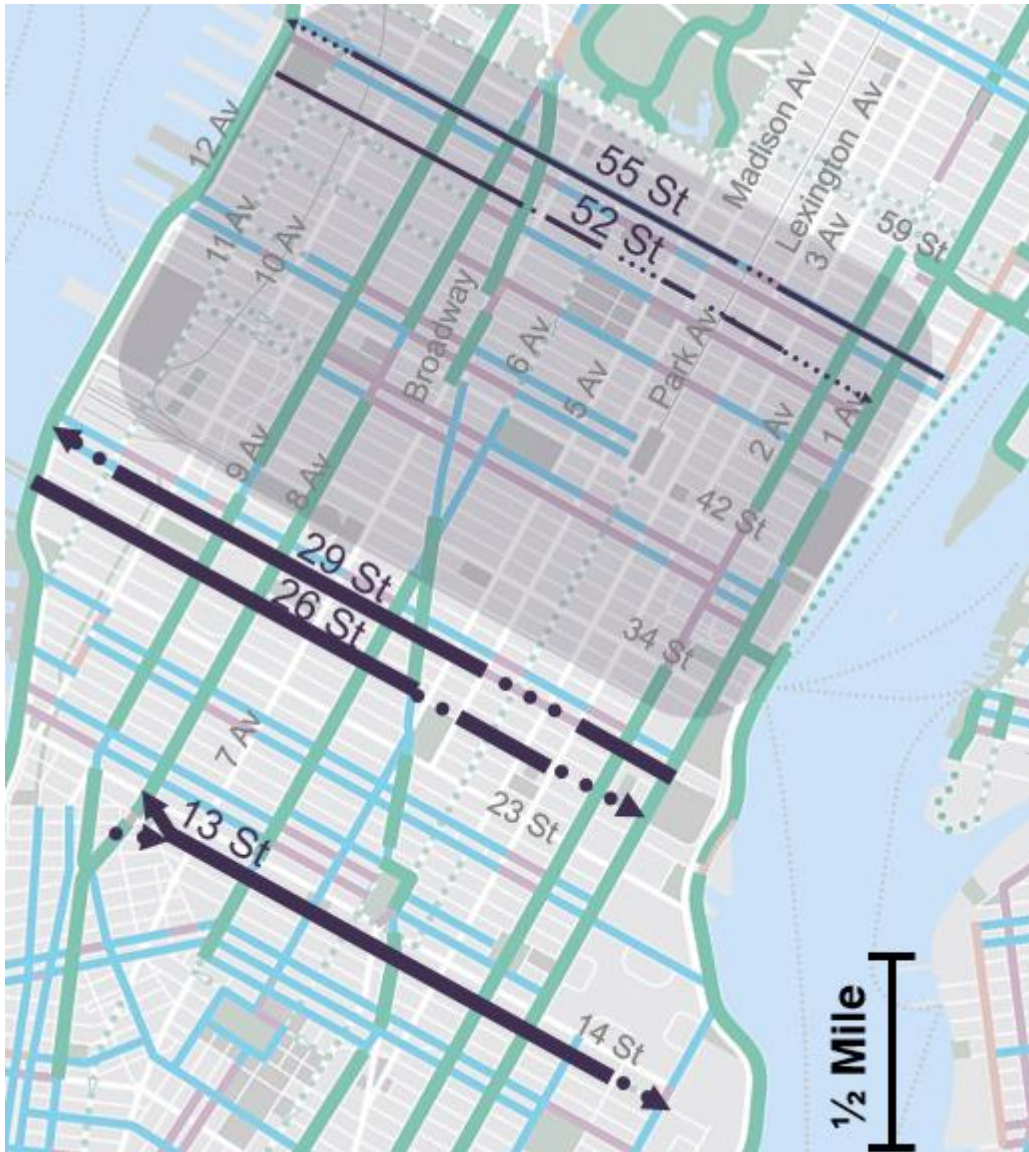 12 Av
11 Av
10 Av
55 St
52 St
Madison Av
Lexington Av
3 Av
59 St
Broadway
6 Av
5 Av
Park Av
2 Av
1 Av
9 Av
8 Av
42 St
29 St
26 St
34 St
7 Av
23 St
13 St
14 St
½ Mile